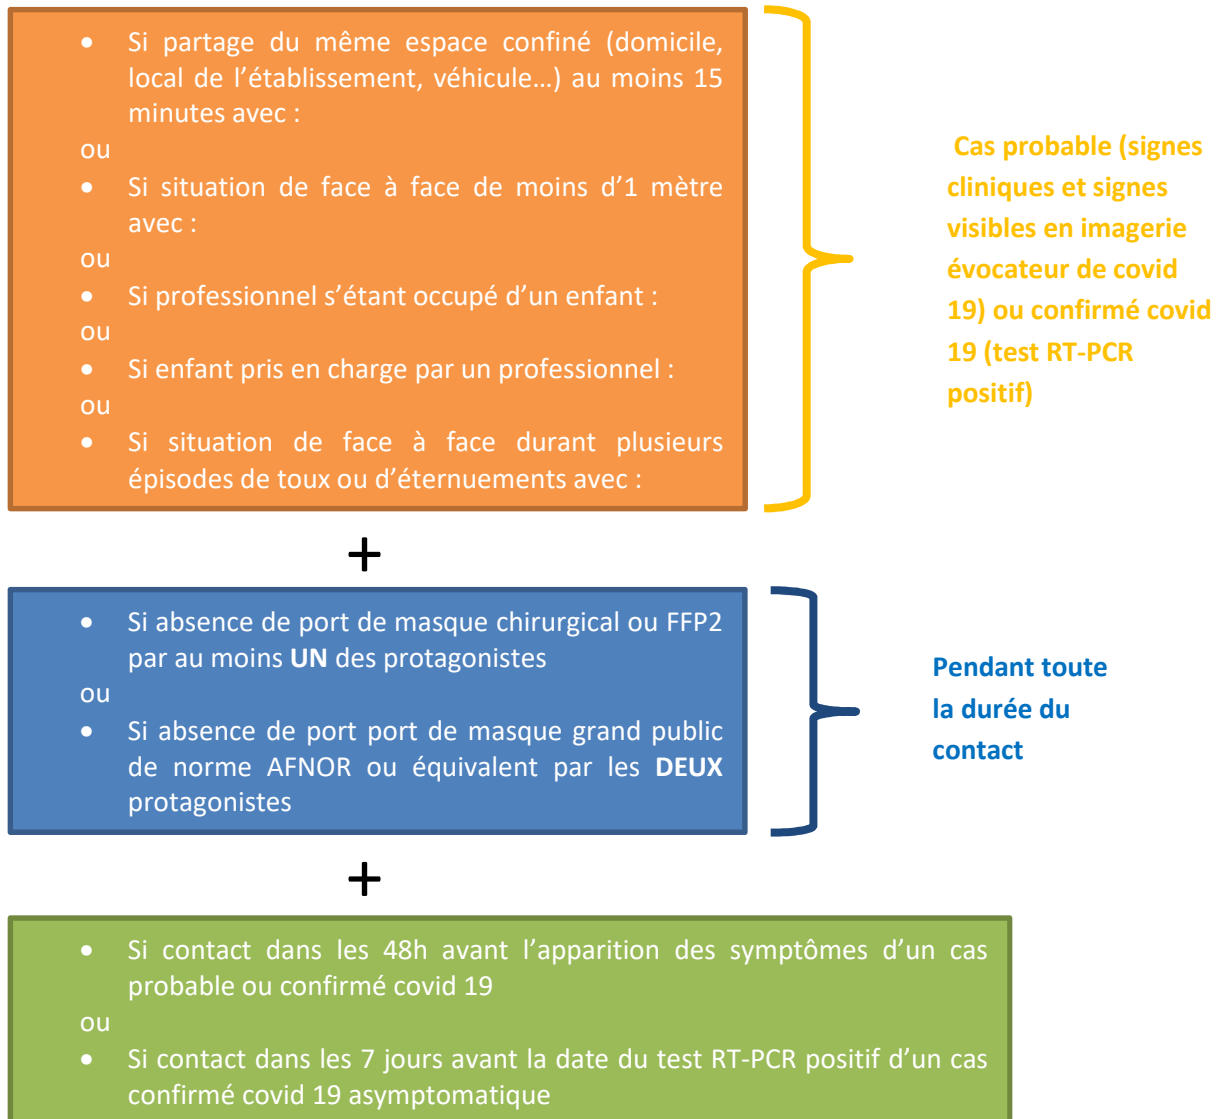 • Si partage du même espace confiné (domicile,
local de l’établissement, véhicule…) au moins 15
minutes avec :
ou
• Si situation de face à face de moins d’1 mètre
avec :
ou
• Si professionnel s’étant occupé d’un enfant :
ou
• Si enfant pris en charge par un professionnel :
ou
• Si situation de face à face durant plusieurs
épisodes de toux ou d’éternuements avec :
Cas probable (signes
cliniques et signes
visibles en imagerie
évocateur de covid
19) ou confirmé covid
19 (test RT-PCR
positif)
+
• Si absence de port de masque chirurgical ou FFP2
par au moins UN des protagonistes
ou
• Si absence de port port de masque grand public
de norme AFNOR ou équivalent par les DEUX
protagonistes
Pendant toute
la durée du
contact
+
• Si contact dans les 48h avant l’apparition des symptômes d’un cas
probable ou confirmé covid 19
ou
• Si contact dans les 7 jours avant la date du test RT-PCR positif d’un cas
confirmé covid 19 asymptomatique